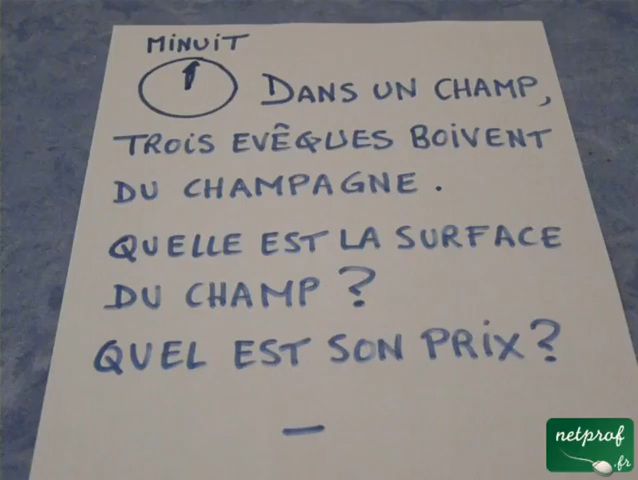 MINUIT
DANS UN CHAMP,
TROIS EVÊQUES BOIVENT
DU CHAMPAGNE.
QUELLE EST LA SURFACE
DU CHAMP ?
QUEL EST SON PRIX ?
netprof
.fr